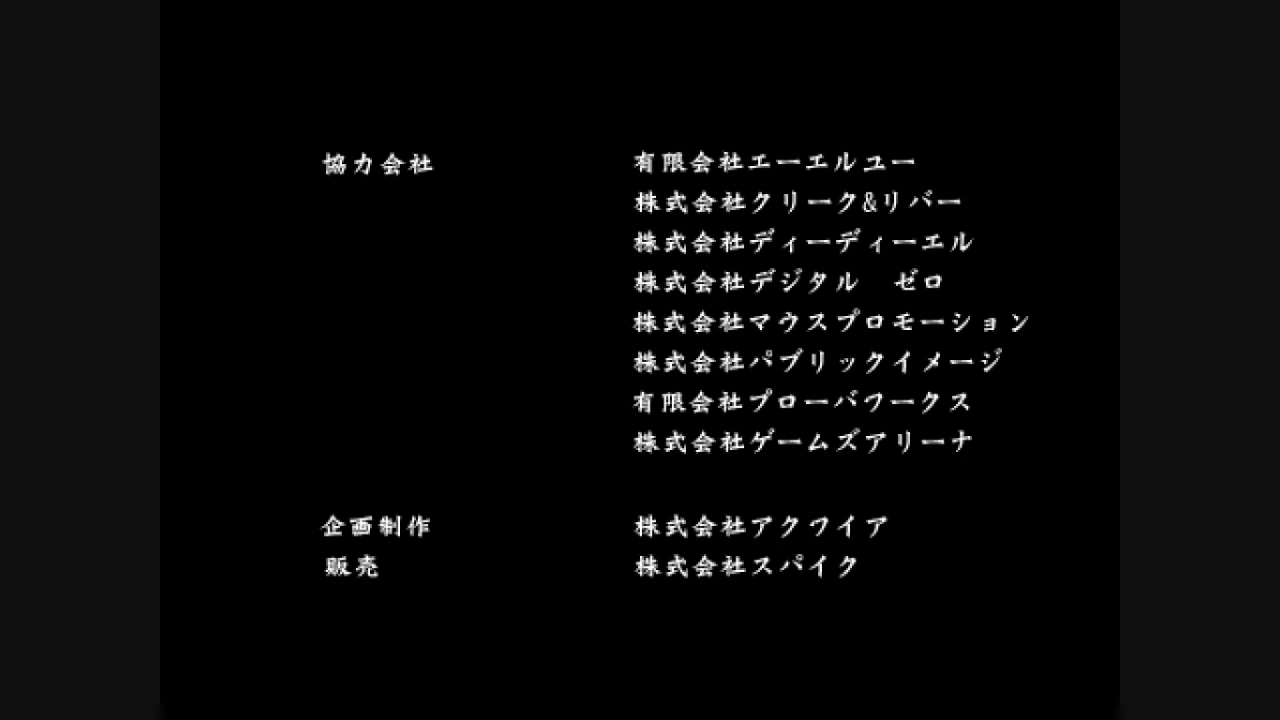 協力会社 有限会社エーエルユー
株式会社クリーク&リバー
株式会社ディーディーエル
株式会社デジタル　ゼロ
株式会社マウスプロモーション
株式会社パブリックイメージ
有限会社プローバワークス
株式会社ゲームズアリーナ
企画制作 株式会社アクワイア
販売 株式会社スパイク